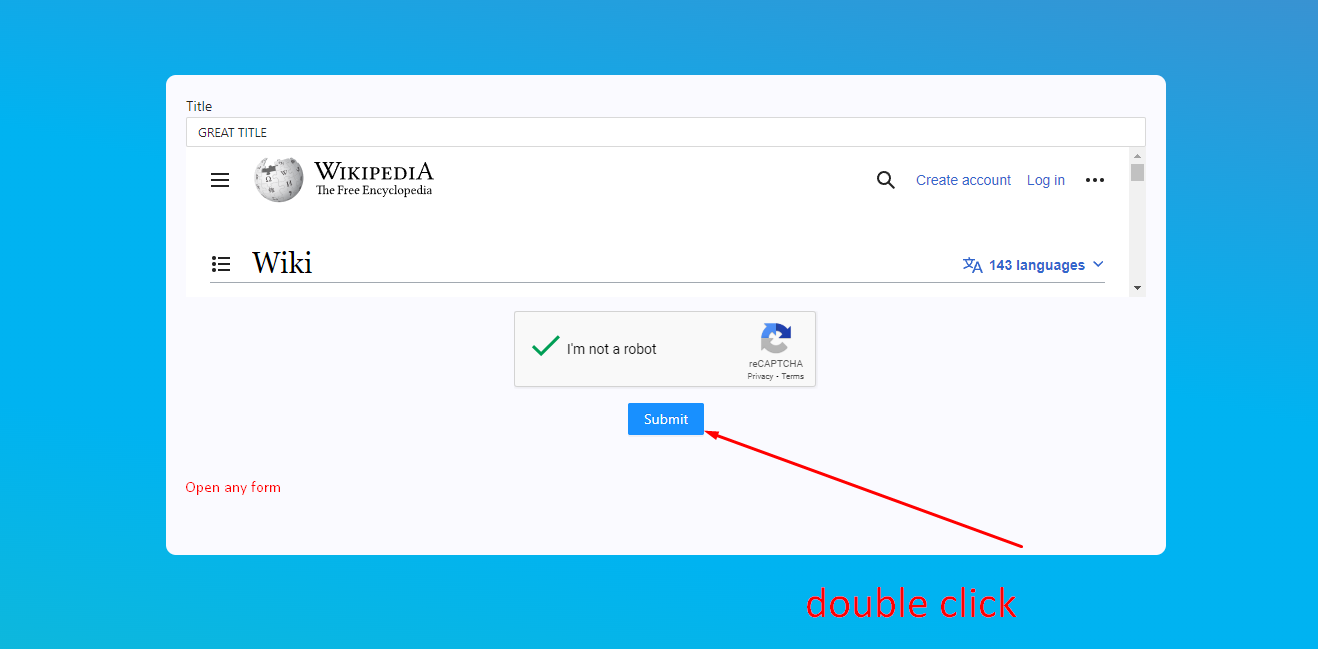 Title
GREAT TITLE
WIKIPEDIA
The Free Encyclopedia
Create account
Log in
Wiki
143 languages
I'm not a robot
reCAPTCHA
Privacy - Terms
Submit
Open any form
double click